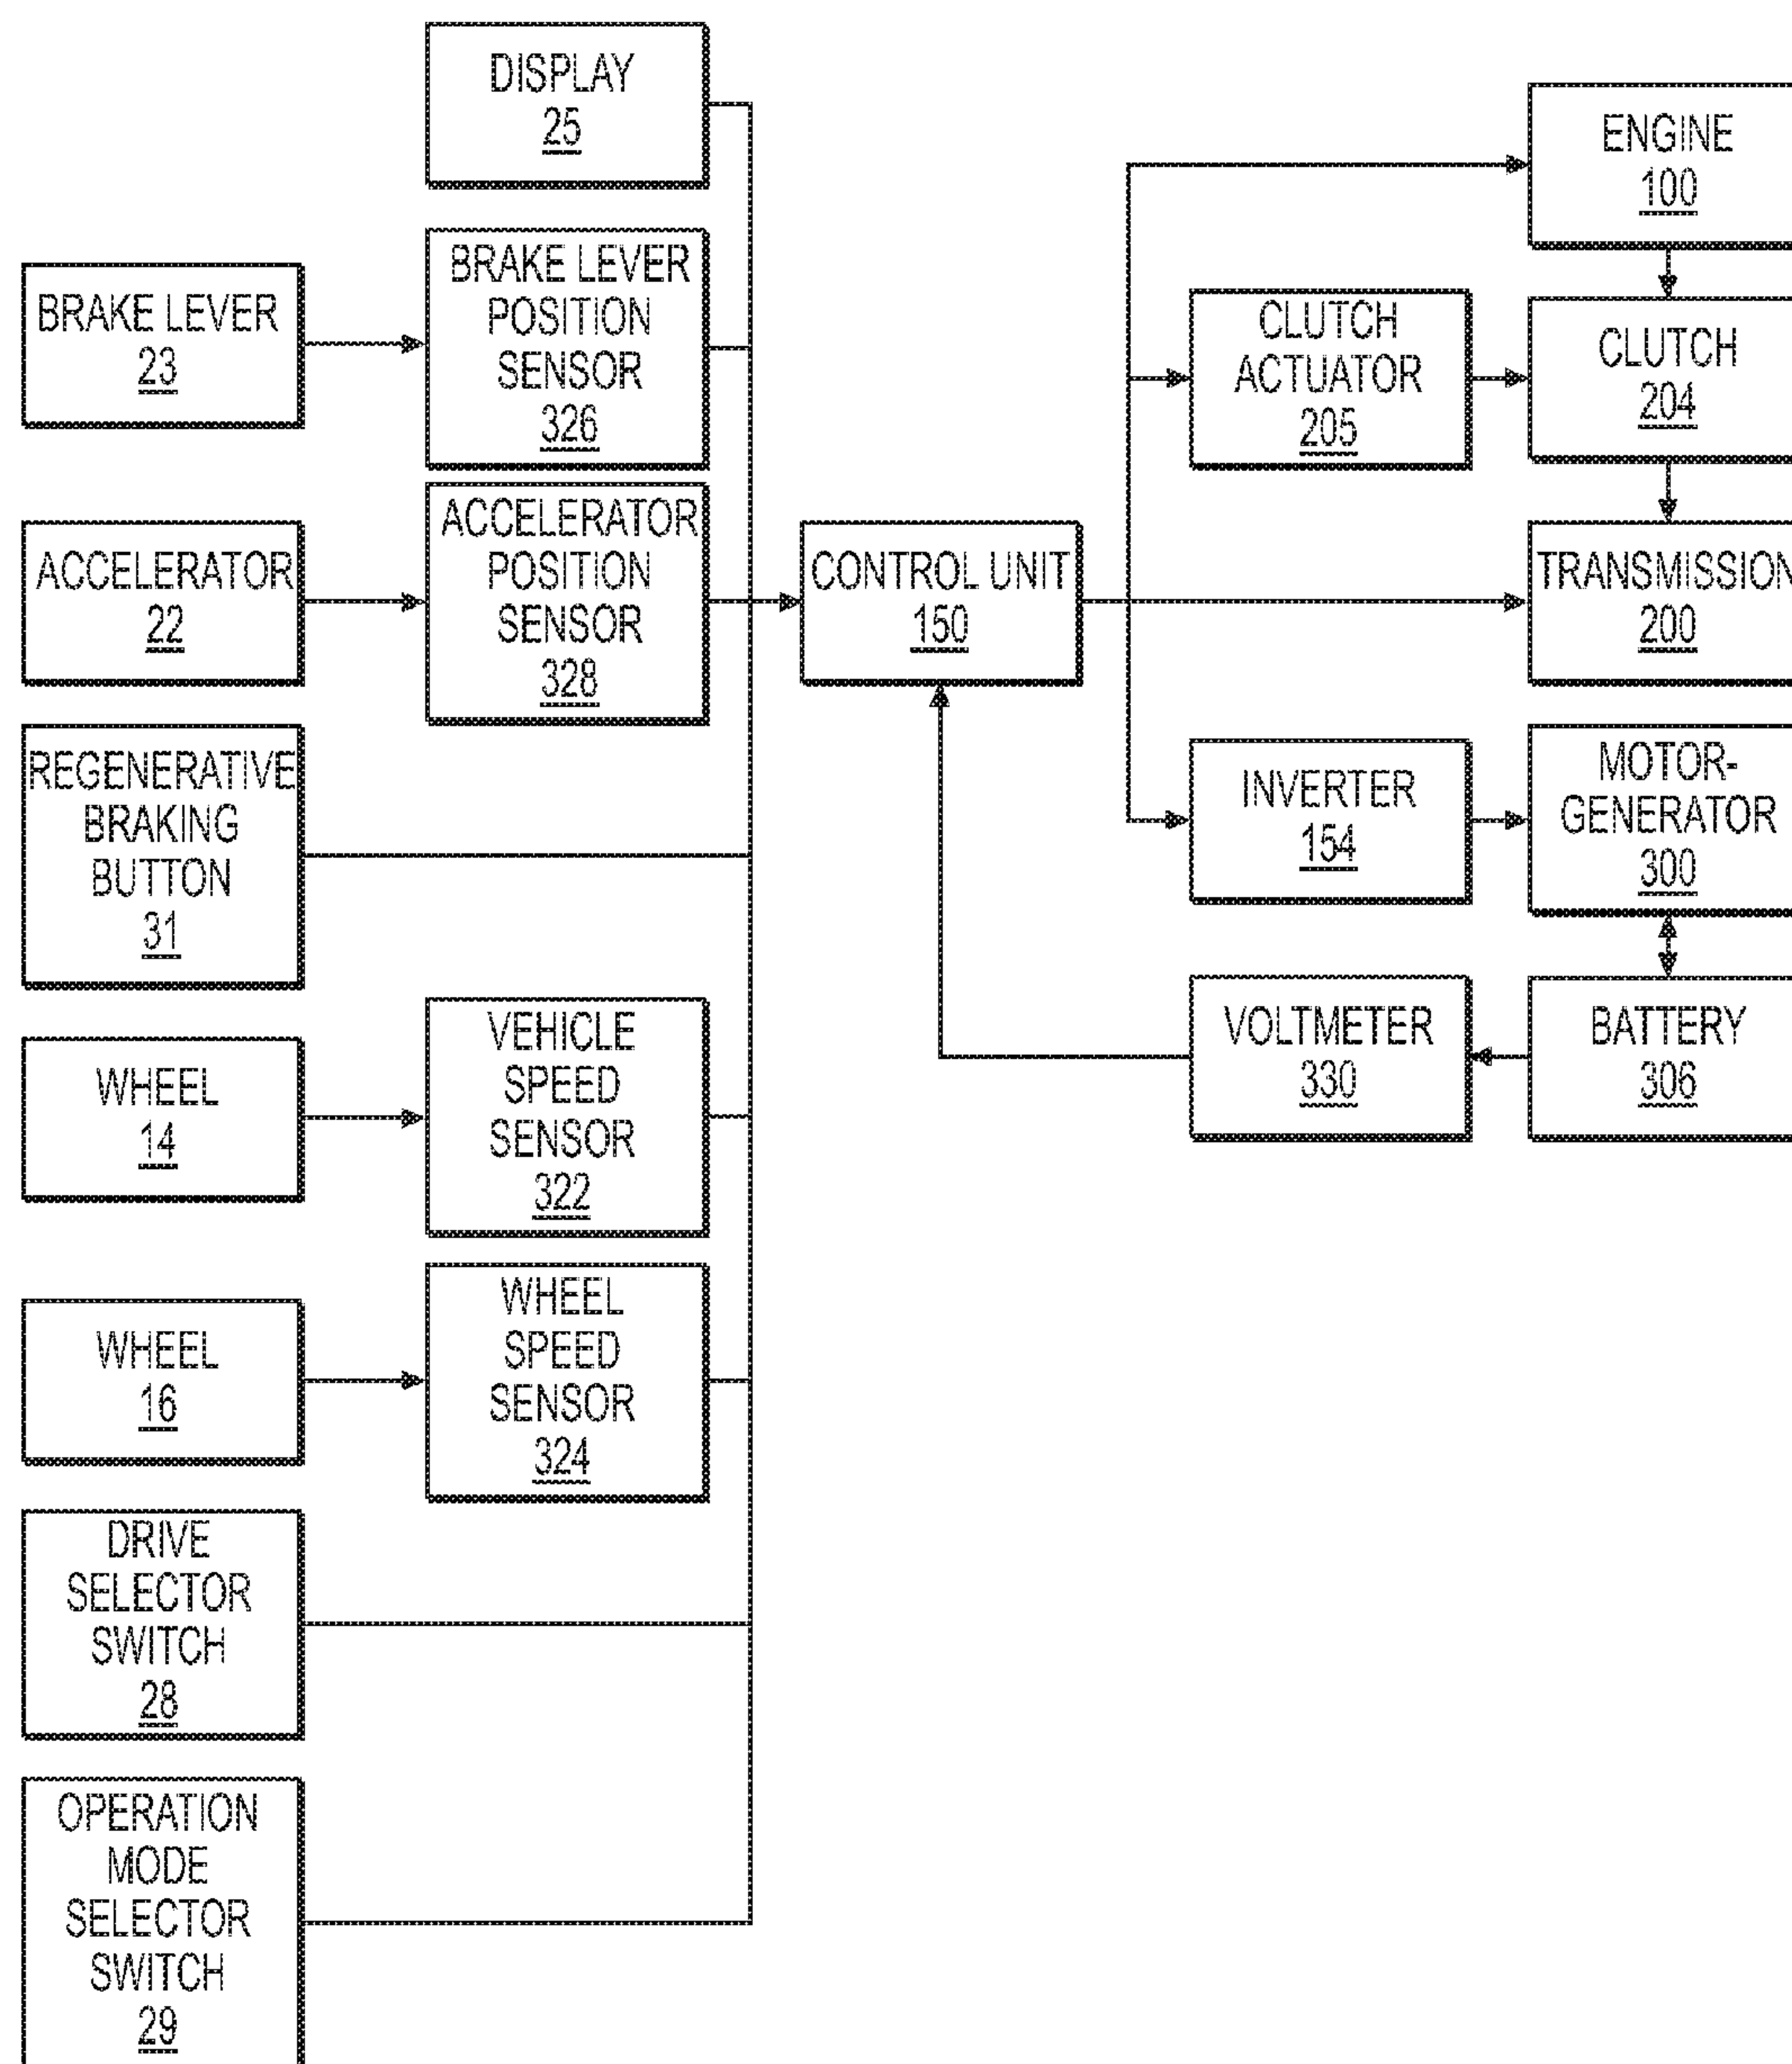 DISPLAY
25
BRAKE LEVER
23
BRAKE LEVER
POSITION
SENSOR
326
ACCELERATOR
22
ACCELERATOR
POSITION
SENSOR
328
REGENERATIVE
BRAKING
BUTTON
31
WHEEL
14
VEHICLE
SPEED
SENSOR
322
WHEEL
16
WHEEL
SPEED
SENSOR
324
DRIVE
SELECTOR
SWITCH
28
OPERATION
MODE
SELECTOR
SWITCH
29
CONTROL UNIT
150
ENGINE
100
CLUTCH
ACTUATOR
205
CLUTCH
204
TRANSMISSION
200
INVERTER
154
MOTOR-
GENERATOR
300
VOLTMETER
330
BATTERY
306